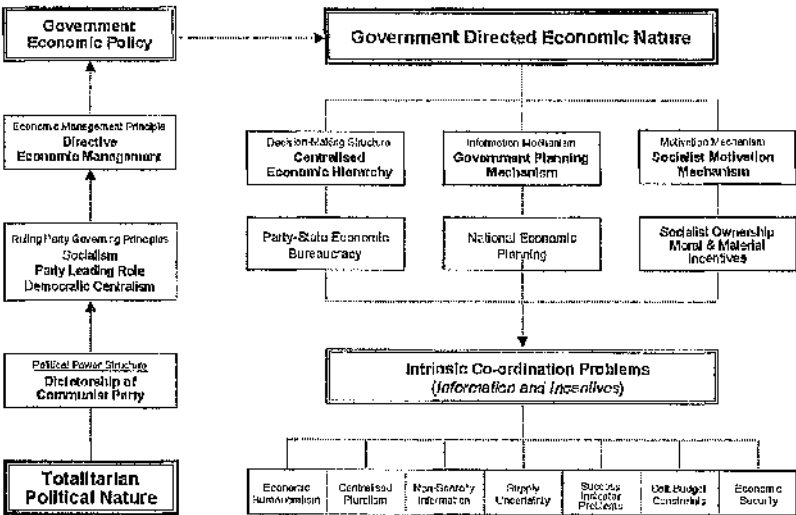 Government
Economic Policy
Government Directed Economic Nature
Economic Management Principle
Directive
Economic Management
Decision-Making Structure
Centralised
Economic Hierarchy
Information Mechanism
Government Planning
Mechanism
Motivation Mechanism
Socialist Motivation
Mechanism
Ruling Party Governing Principles
Socialism
Party Leading Role
Democratic Centralism
Party-State Economic
Bureaucracy
National Economic
Planning
Socialist Ownership
Moral & Material
Incentives
Political Power Structure
Dictatorship of
Communist Party
Intrinsic Co-ordination Problems
(Information and Incentives)
Totalitarian
Political Nature
Economic
Centralised
Pluralism
Information
Supply
Uncertainty
Success
Indicator
Problems
Soft Budget
Constraints
Economic
Security